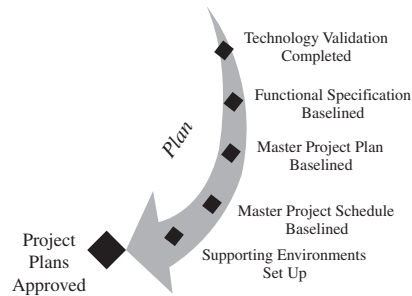 Technology Validation
Completed
Functional Specification
Baselined
Plan
Master Project Plan
Baselined
Master Project Schedule
Baselined
Supporting Environments
Set Up
Project
Plans
Approved